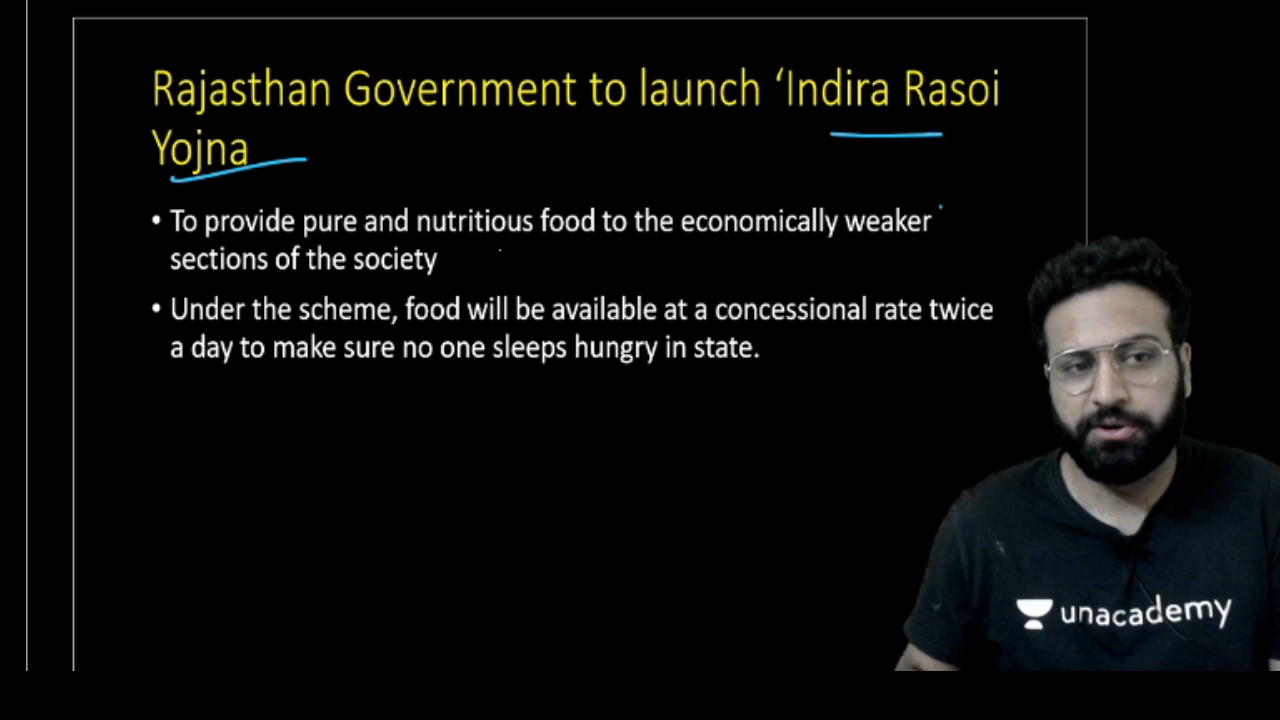 Rajasthan Government to launch ‘Indira Rasoi
Yojna
• To provide pure and nutritious food to the economically weaker
sections of the society
• Under the scheme, food will be available at a concessional rate twice
a day to make sure no one sleeps hungry in state.
unacademy